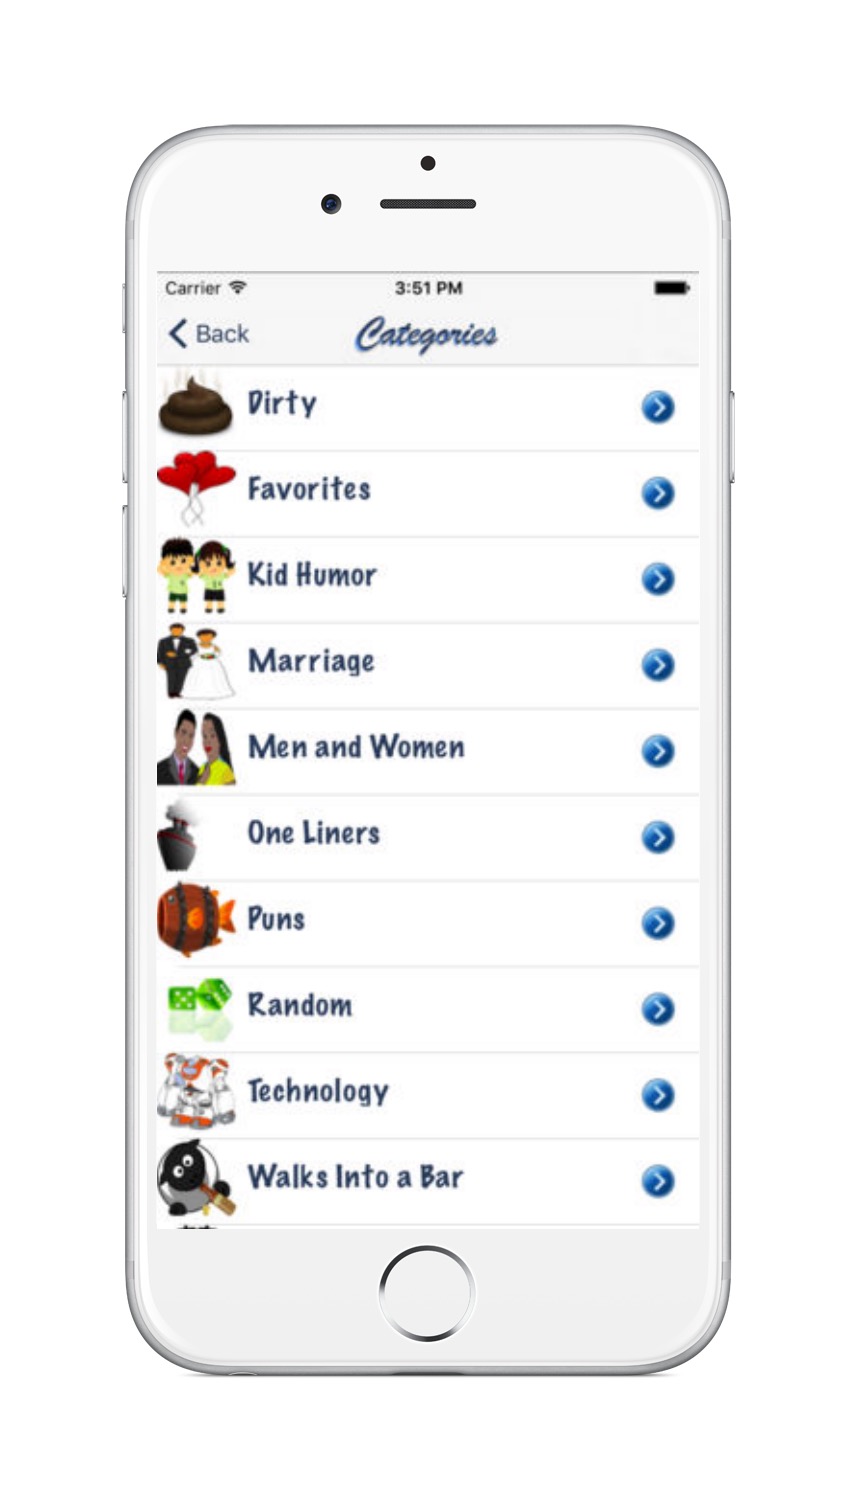 Carrier 3:51 PM
Back Categories
Dirty
Favorites
Kid Humor
Marriage
Men and Women
One Liners
Puns
Random
Technology
Walks Into a Bar